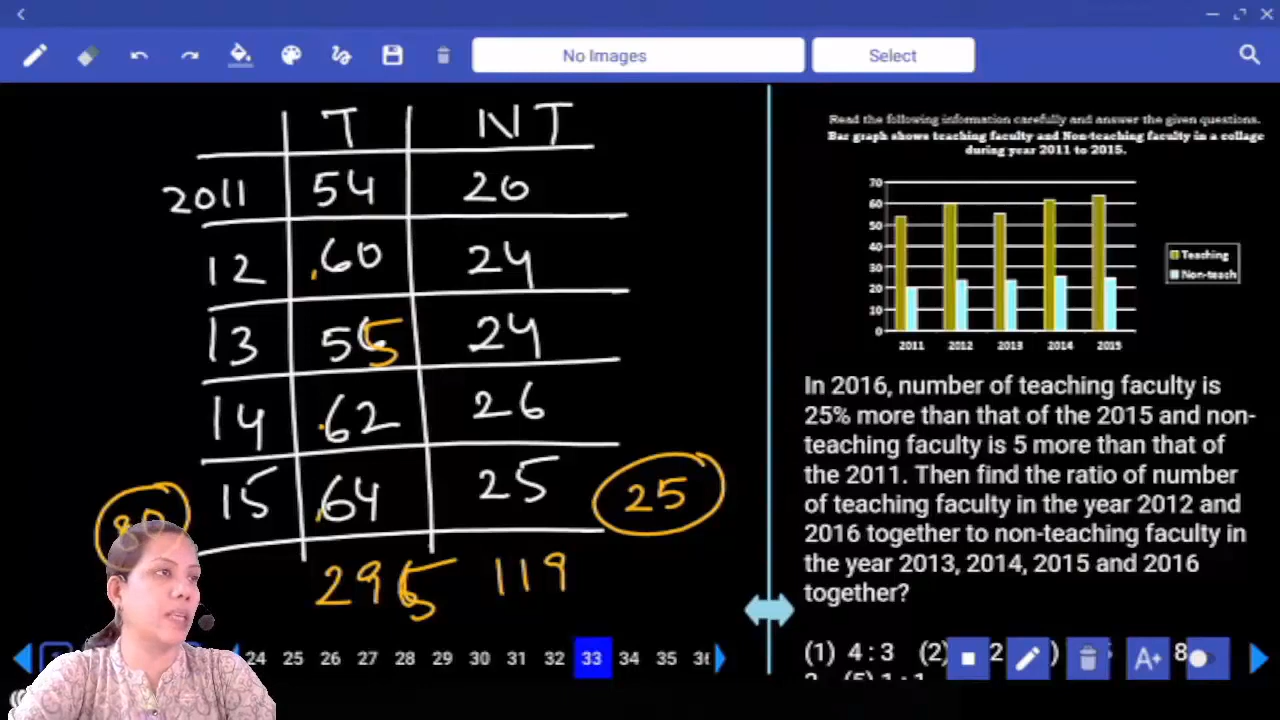 No Images
Select
T NT
2011 54 20
12 60 24
13 55 24
14 62 26
15 64 25
80
25
295 119
Read the following information carefully and answer the given questions.
Bar graph shows teaching faculty and Non-teaching faculty in a collage
during year 2011 to 2015.
70
60
50
40
30
20
10
0
2011 2012 2013 2014 2015
Teaching
Non-teach
In 2016, number of teaching faculty is
25% more than that of the 2015 and non-
teaching faculty is 5 more than that of
the 2011. Then find the ratio of number
of teaching faculty in the year 2012 and
2016 together to non-teaching faculty in
the year 2013, 2014, 2015 and 2016
together?
(1) 4 : 3 (2)
24 25 26 27 28 29 30 31 32 33 34 35
A+